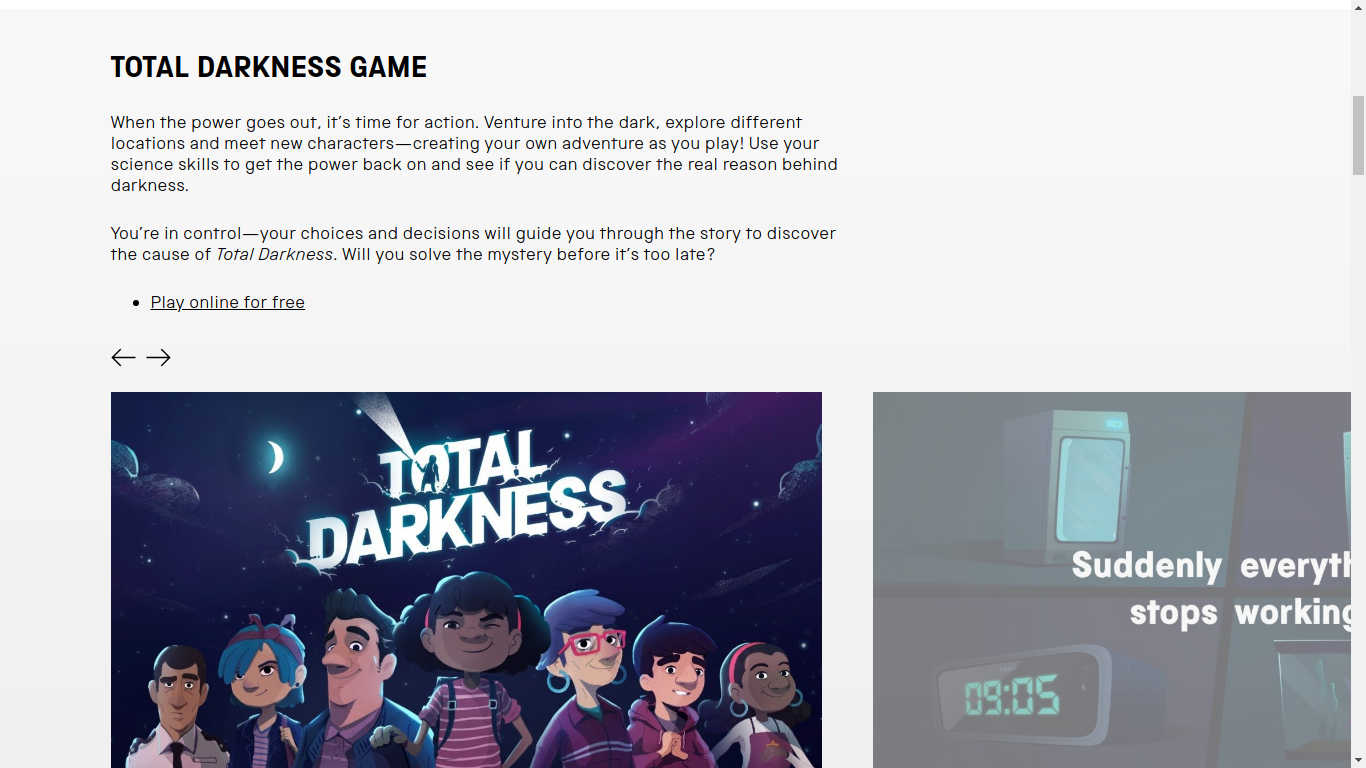 TOTAL DARKNESS GAME
When the power goes out, it’s time for action. Venture into the dark, explore different
locations and meet new characters—creating your own adventure as you play! Use your
science skills to get the power back on and see if you can discover the real reason behind
darkness.
You’re in control—your choices and decisions will guide you through the story to discover
the cause of Total Darkness. Will you solve the mystery before it’s too late?
Play online for free
TOTAL
DARKNESS
Suddenly everyth
stops working
09:05